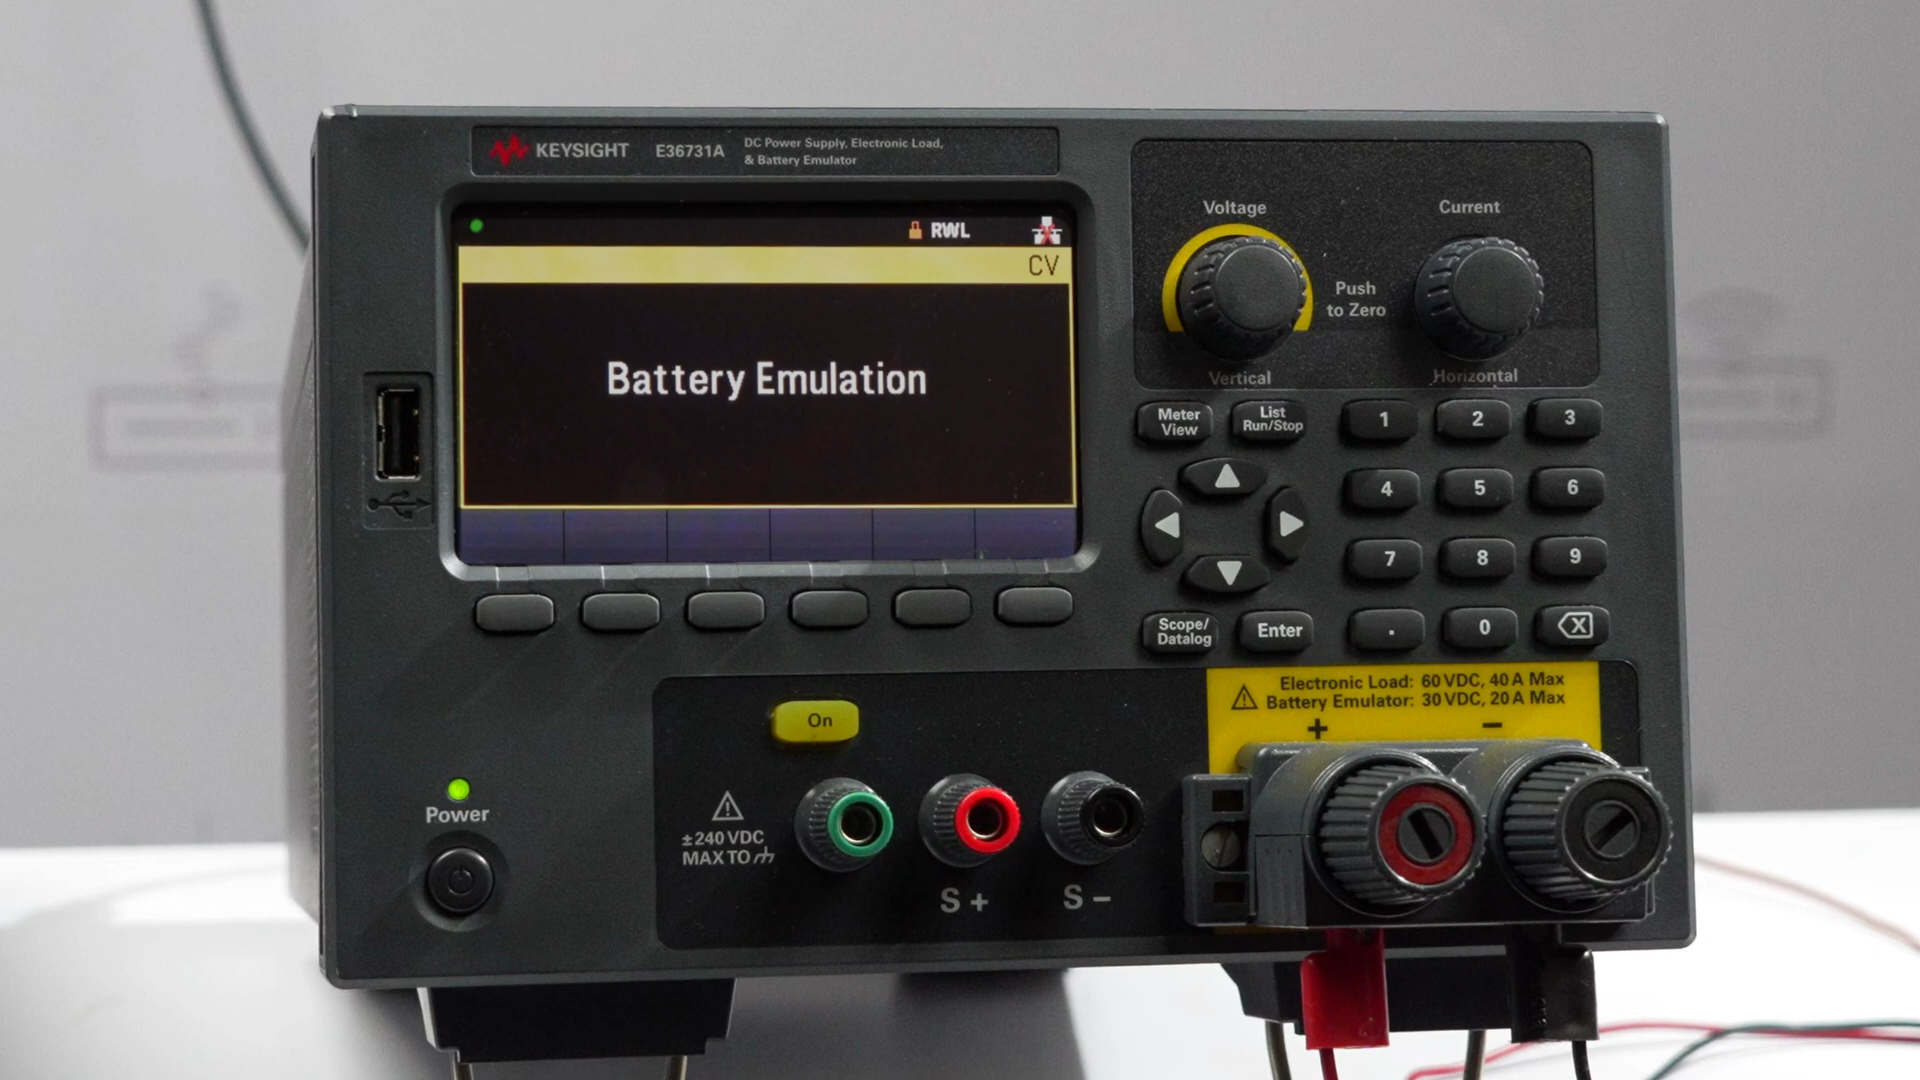 KEYSIGHT E36731A DC Power Supply, Electronic Load,
& Battery Emulator
RWL
CV
Battery Emulation
Voltage Current
Push
to Zero
Vertical Horizontal
Meter
View
List
Run/Stop
1 2 3
4 5 6
7 8 9
Scope/
Datalog
Enter
. 0 X
Electronic Load: 60 VDC, 40 A Max
Battery Emulator: 30 VDC, 20 A Max
+ −
On
Power
±240 VDC
MAX TO
S + S −